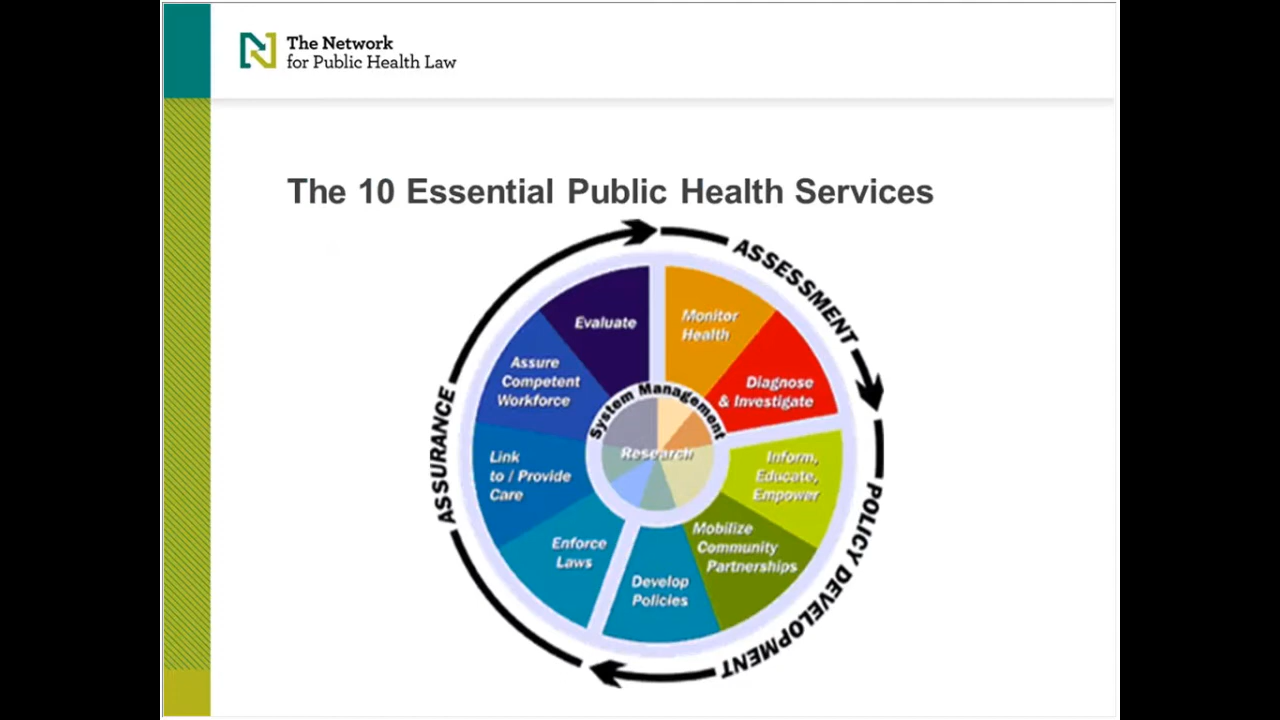 The Network
for Public Health Law
The 10 Essential Public Health Services
ASSESSMENT
POLICY DEVELOPMENT
ASSURANCE
Monitor
Health
Diagnose
& Investigate
Inform,
Educate,
Empower
Mobilize
Community
Partnerships
Develop
Policies
Enforce
Laws
Link
to / Provide
Care
Assure
Competent
Workforce
Evaluate
System Management
Research